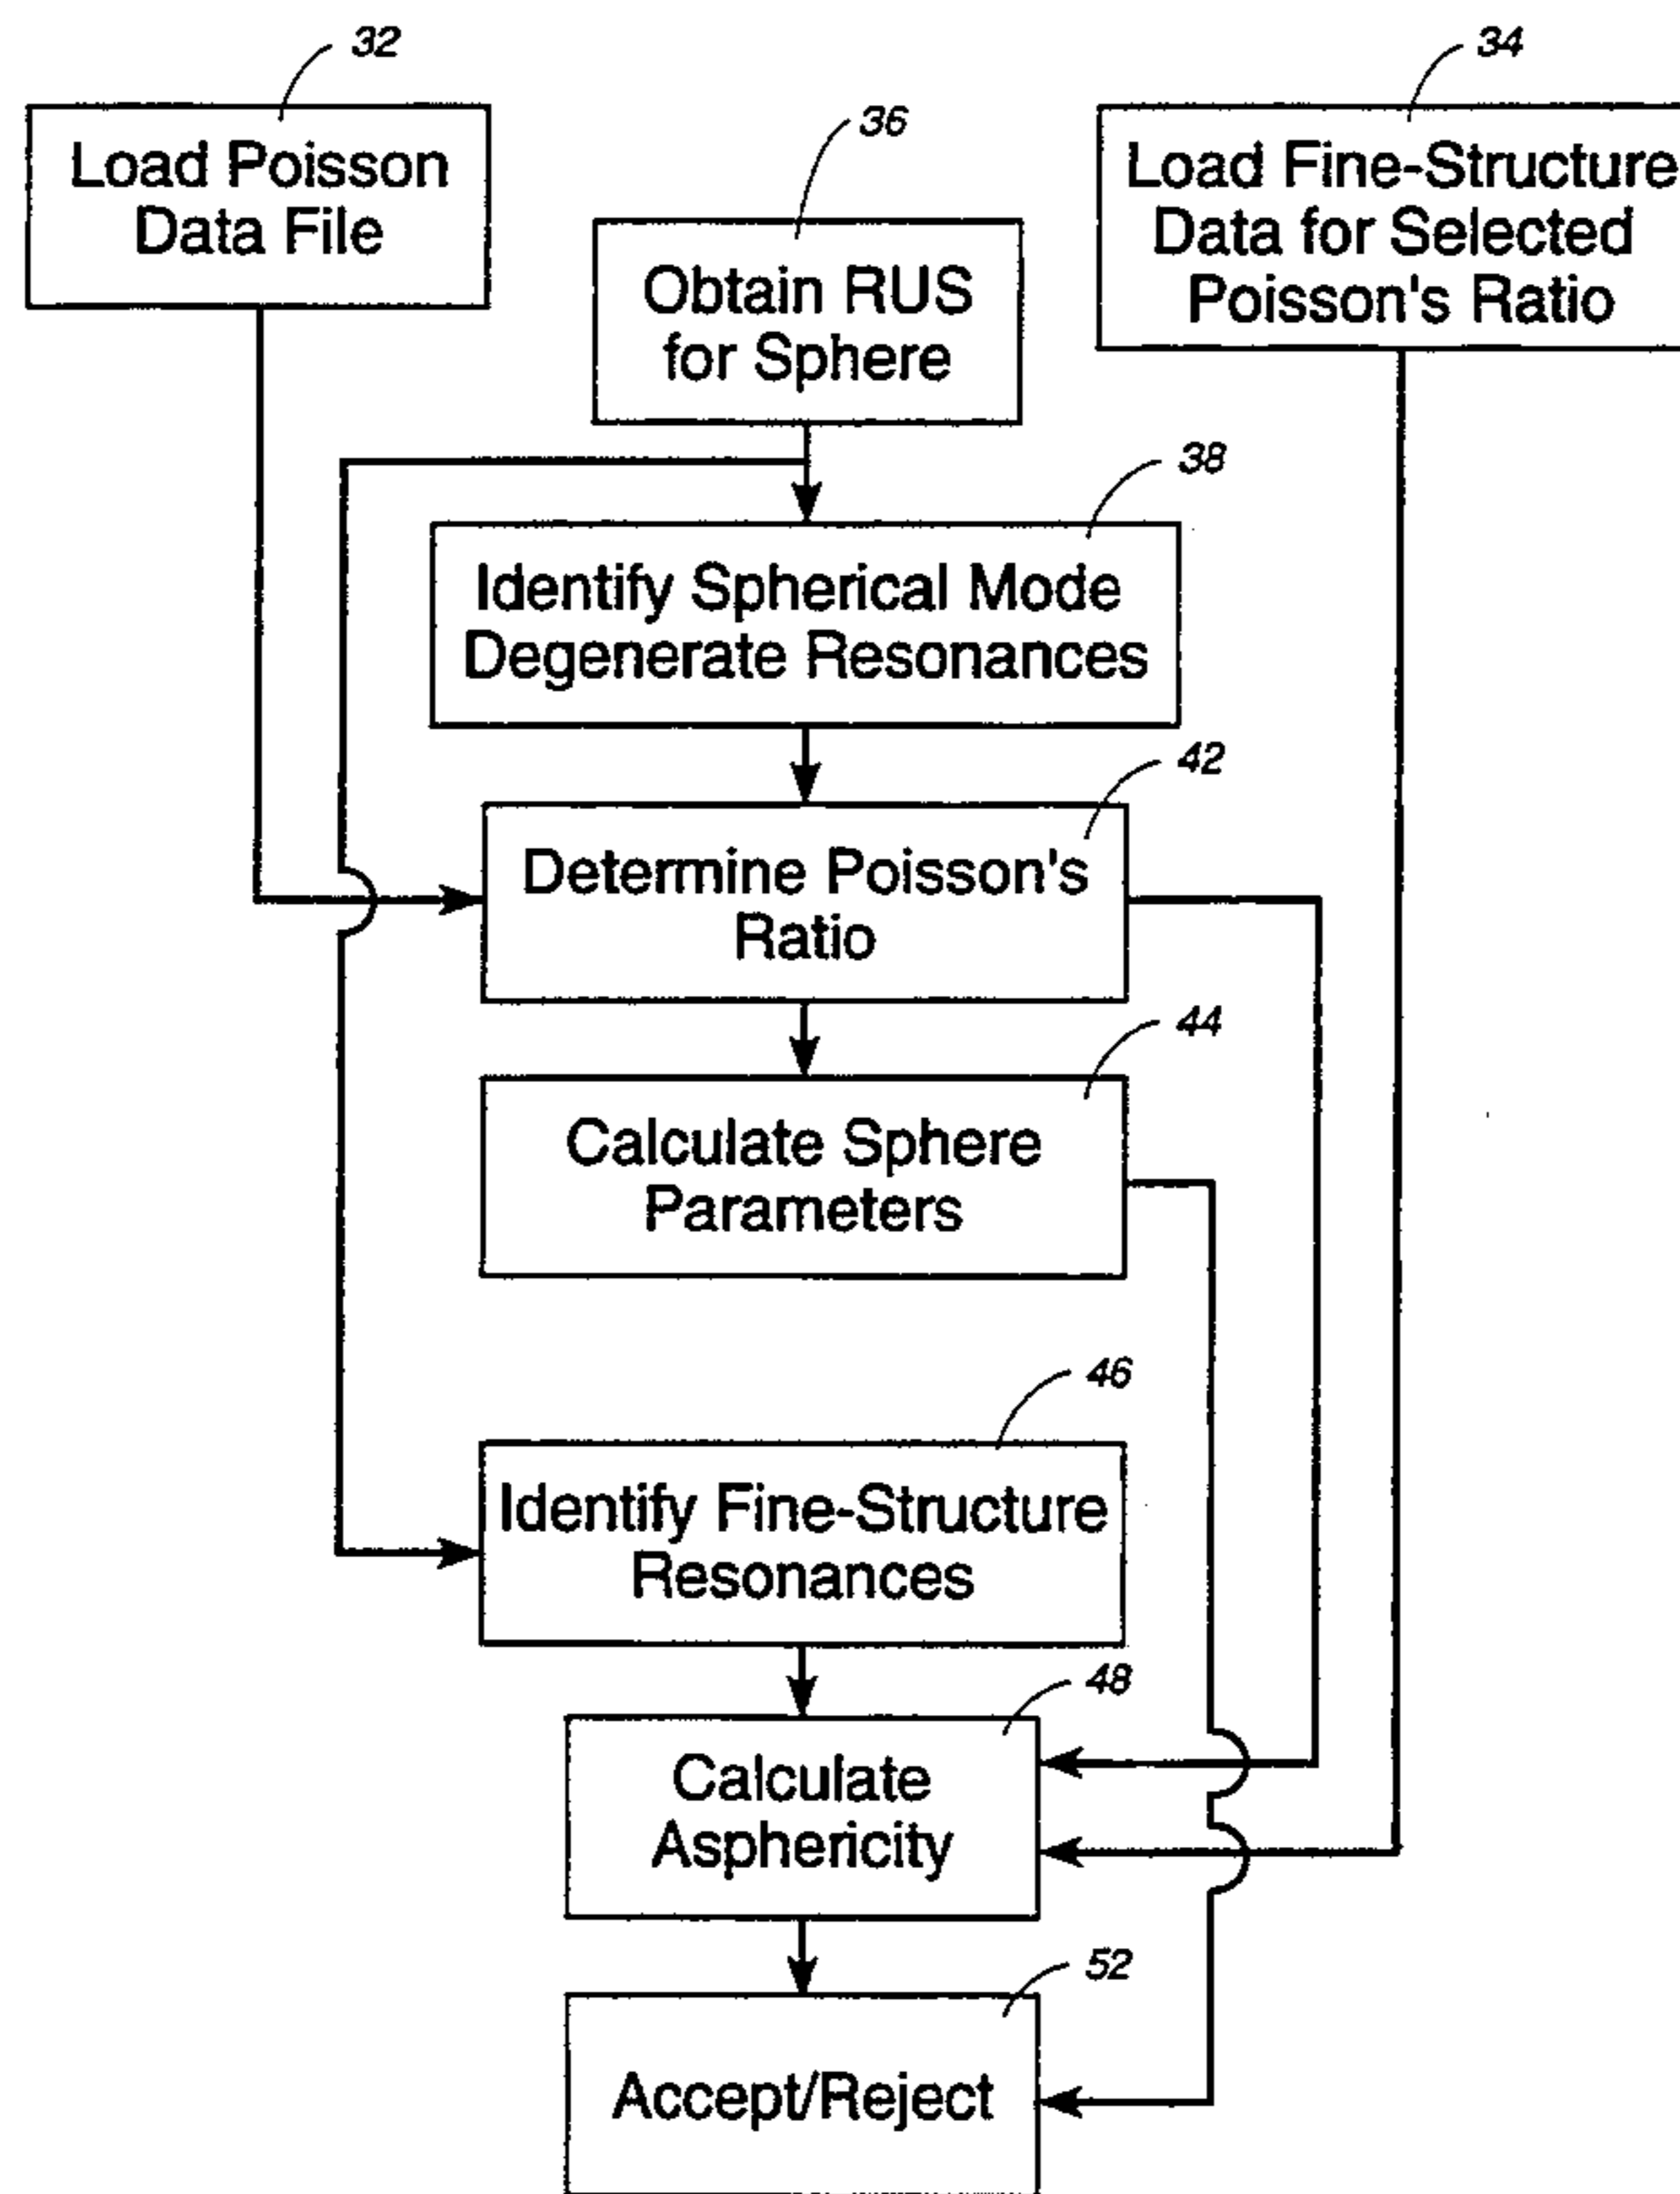 32
Load Poisson
Data File
36
Obtain RUS
for Sphere
34
Load Fine-Structure
Data for Selected
Poisson's Ratio
38
Identify Spherical Mode
Degenerate Resonances
42
Determine Poisson's
Ratio
44
Calculate Sphere
Parameters
46
Identify Fine-Structure
Resonances
48
Calculate
Asphericity
52
Accept/Reject